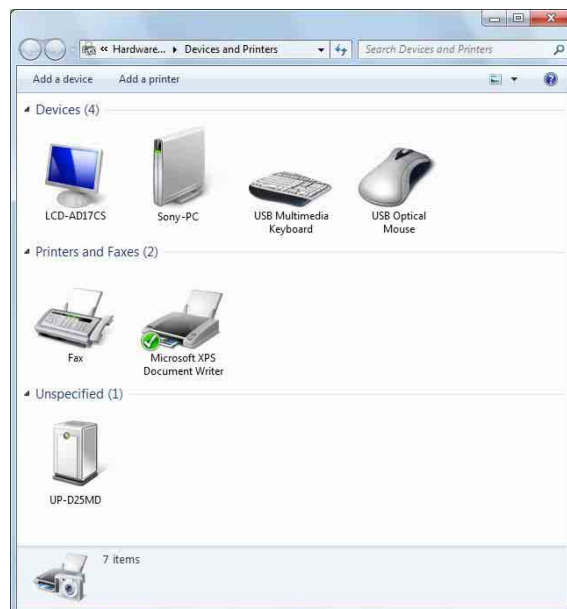 Hardware... Devices and Printers
Search Devices and Printers
Add a device Add a printer
Devices (4)
LCD-AD17CS
Sony-PC
USB Multimedia
Keyboard
USB Optical
Mouse
Printers and Faxes (2)
Fax
Microsoft XPS
Document Writer
Unspecified (1)
UP-D25MD
7 items